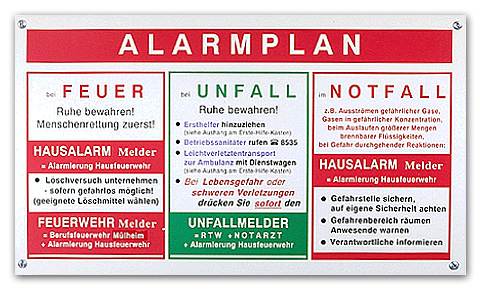 ALARMPLAN
bei FEUER
Ruhe bewahren!
Menschenrettung zuerst!
HAUSALARM Melder
= Alarmierung Hausfeuerwehr
● Löschversuch unternehmen
- sofern gefahrlos möglich!
(geeignete Löschmittel wählen)
FEUERWEHR Melder
= Berufsfeuerwehr Mülheim
+ Alarmierung Hausfeuerwehr
bei UNFALL
Ruhe bewahren!
● Ersthelfer hinzuziehen
(siehe Aushang am Erste-Hilfe-Kasten)
● Betriebssanitäter rufen ☎ 8535
● Leichtverletztentransport
zur Ambulanz mit Dienstwagen
(siehe Aushang am Erste-Hilfe-Kasten)
● Bei Lebensgefahr oder
schweren Verletzungen
drücken Sie sofort den
UNFALLMELDER
= RTW + NOTARZT
+ Alarmierung Hausfeuerwehr
im NOTFALL
z.B. Ausströmen gefährlicher Gase,
Gasen in gefährlicher Konzentration,
beim Auslaufen größerer Mengen
brennbarer Flüssigkeiten,
bei Gefahr durchgehender Reaktionen:
HAUSALARM Melder
= Alarmierung Hausfeuerwehr
● Gefahrstelle sichern,
auf eigene Sicherheit achten
● Gefahrenbereich räumen
Anwesende warnen
● Verantwortliche informieren